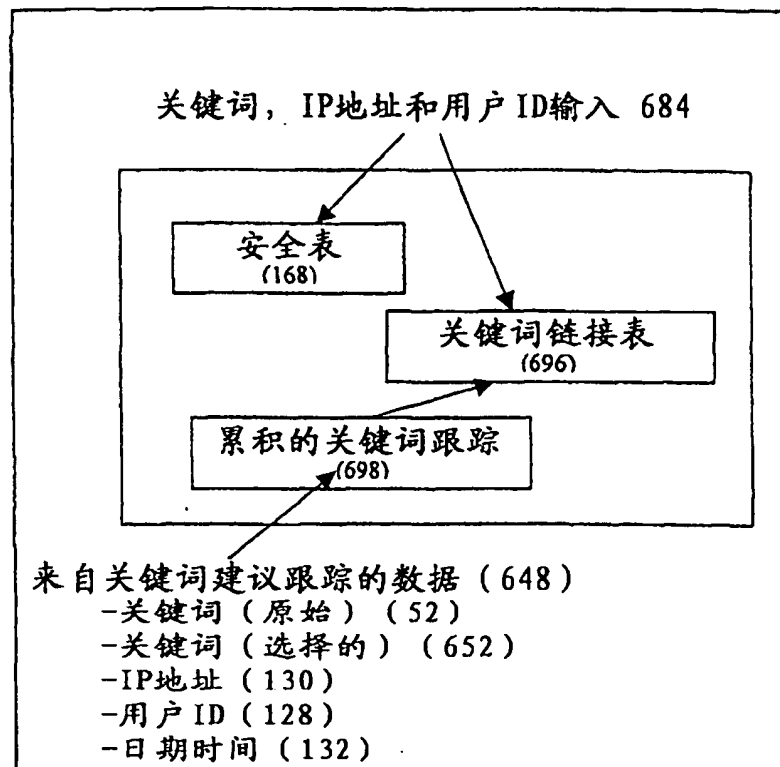 关键词, IP地址和用户ID输入 684
安全表
(168)
关键词链接表
(696)
累积的关键词跟踪
(698)
来自关键词建议跟踪的数据(648)
-关键词(原始)(52)
-关键词(选择的)(652)
-IP地址(130)
-用户ID(128)
-日期时间(132)